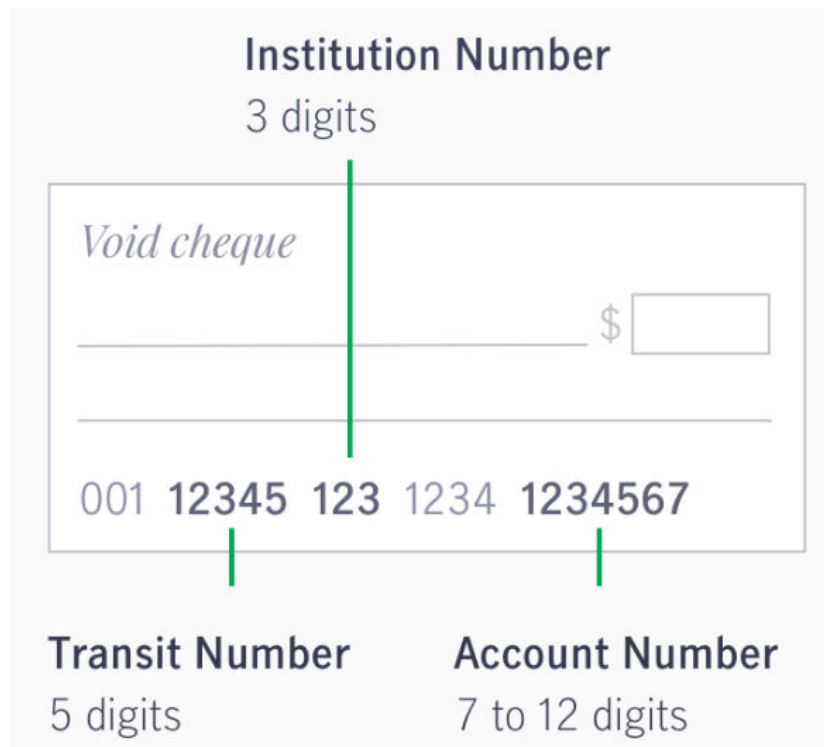 Institution Number
3 digits
Void cheque
$
001 12345 123 1234 1234567
Transit Number
5 digits
Account Number
7 to 12 digits